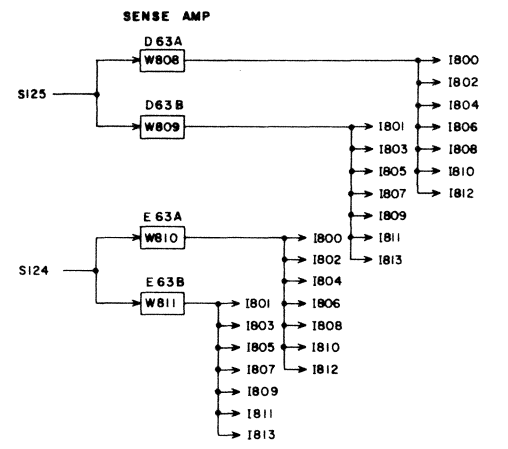 SENSE AMP
D63A
W808
S125
D63B
W809
I800
I802
I804
I806
I808
I810
I812
I801
I803
I805
I807
I809
I811
I813
E63A
W810
S124
E63B
W811
I800
I802
I804
I806
I808
I810
I812
I801
I803
I805
I807
I809
I811
I813